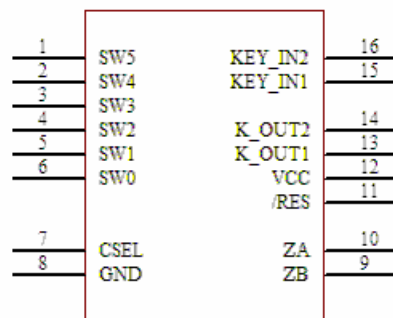 1 SW5 KEY_IN2 16
2 SW4 KEY_IN1 15
3 SW3
4 SW2 K_OUT2 14
5 SW1 K_OUT1 13
6 SW0 VCC 12
/RES 11
7 CSEL ZA 10
8 GND ZB 9